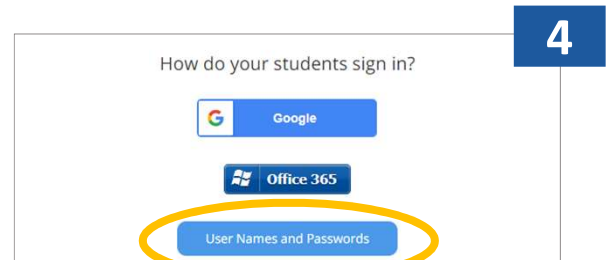 4
How do your students sign in?
G Google
Office 365
User Names and Passwords